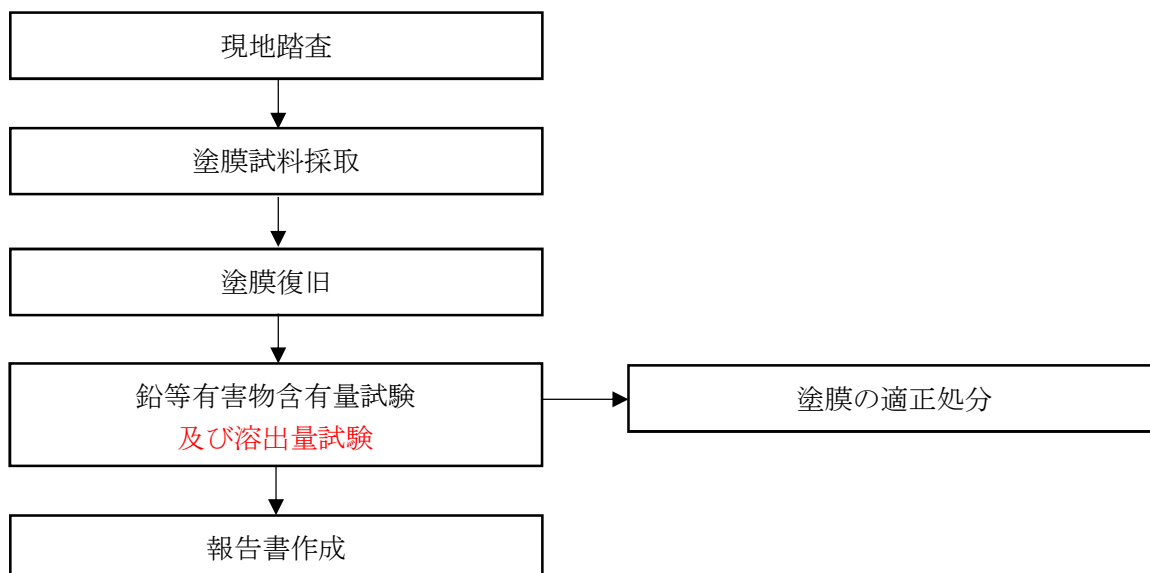 現地踏査
塗膜試料採取
塗膜復旧
鉛等有害物含有量試験
及び溶出量試験
塗膜の適正処分
報告書作成